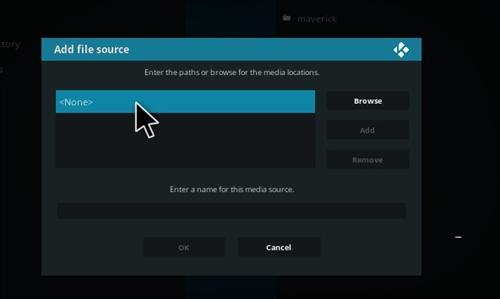 maverick
Add file source
Enter the paths or browse for the media locations.
<None>
Browse
Add
Remove
Enter a name for this media source.
OK
Cancel